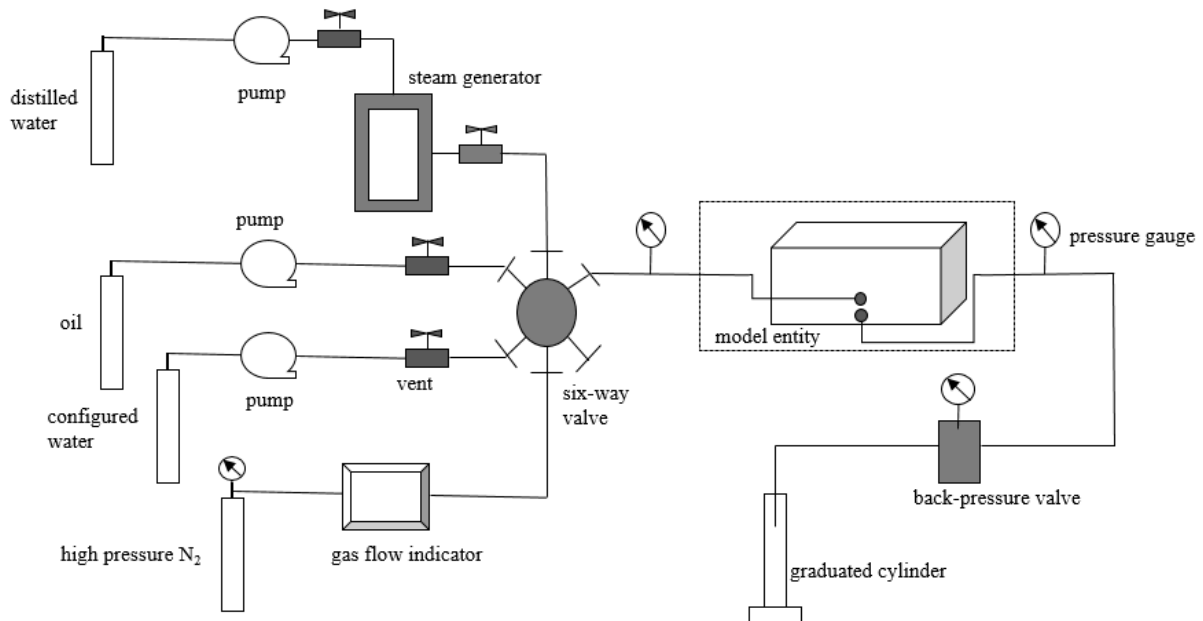 steam generator
pump
distilled
water
pump
pressure gauge
oil
model entity
vent
pump
six-way
valve
configured
water
back-pressure valve
high pressure N₂
gas flow indicator
graduated cylinder